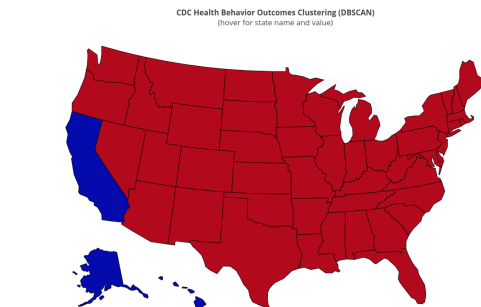 CDC Health Behavior Outcomes Clustering (DBSCAN)
(hover for state name and value)